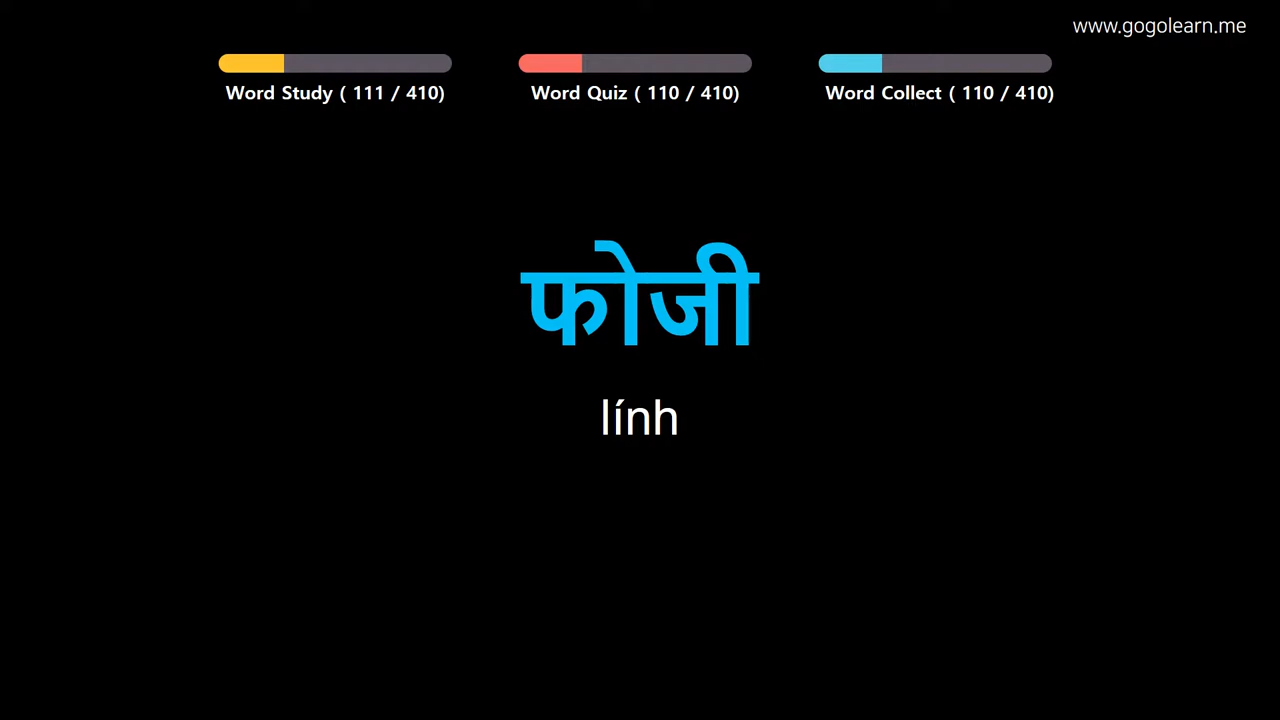 www.gogolearn.me
Word Study ( 111 / 410)
Word Quiz ( 110 / 410)
Word Collect ( 110 / 410)
फोजी
lính